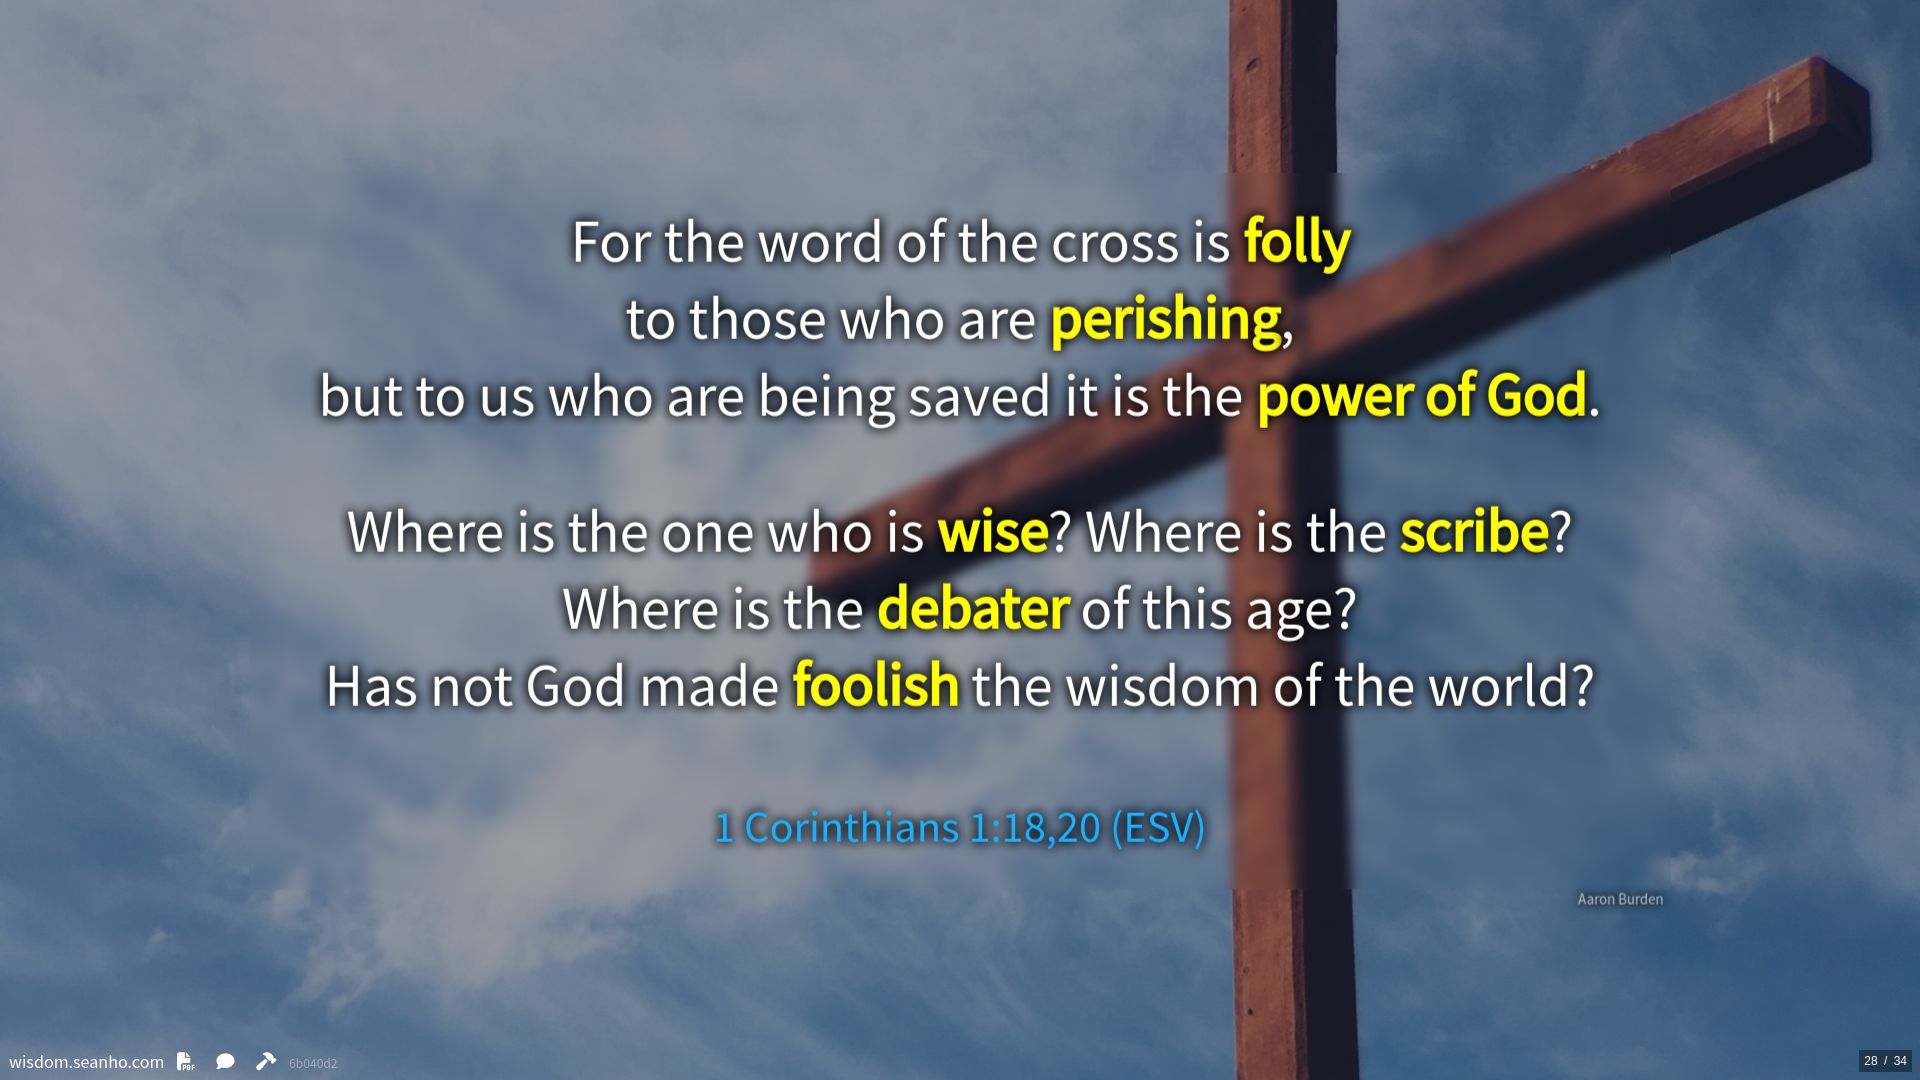 For the word of the cross is folly
to those who are perishing,
but to us who are being saved it is the power of God.
Where is the one who is wise? Where is the scribe?
Where is the debater of this age?
Has not God made foolish the wisdom of the world?
1 Corinthians 1:18,20 (ESV)
Aaron Burden
wisdom.seanho.com PDF 6b040d2
28 / 34